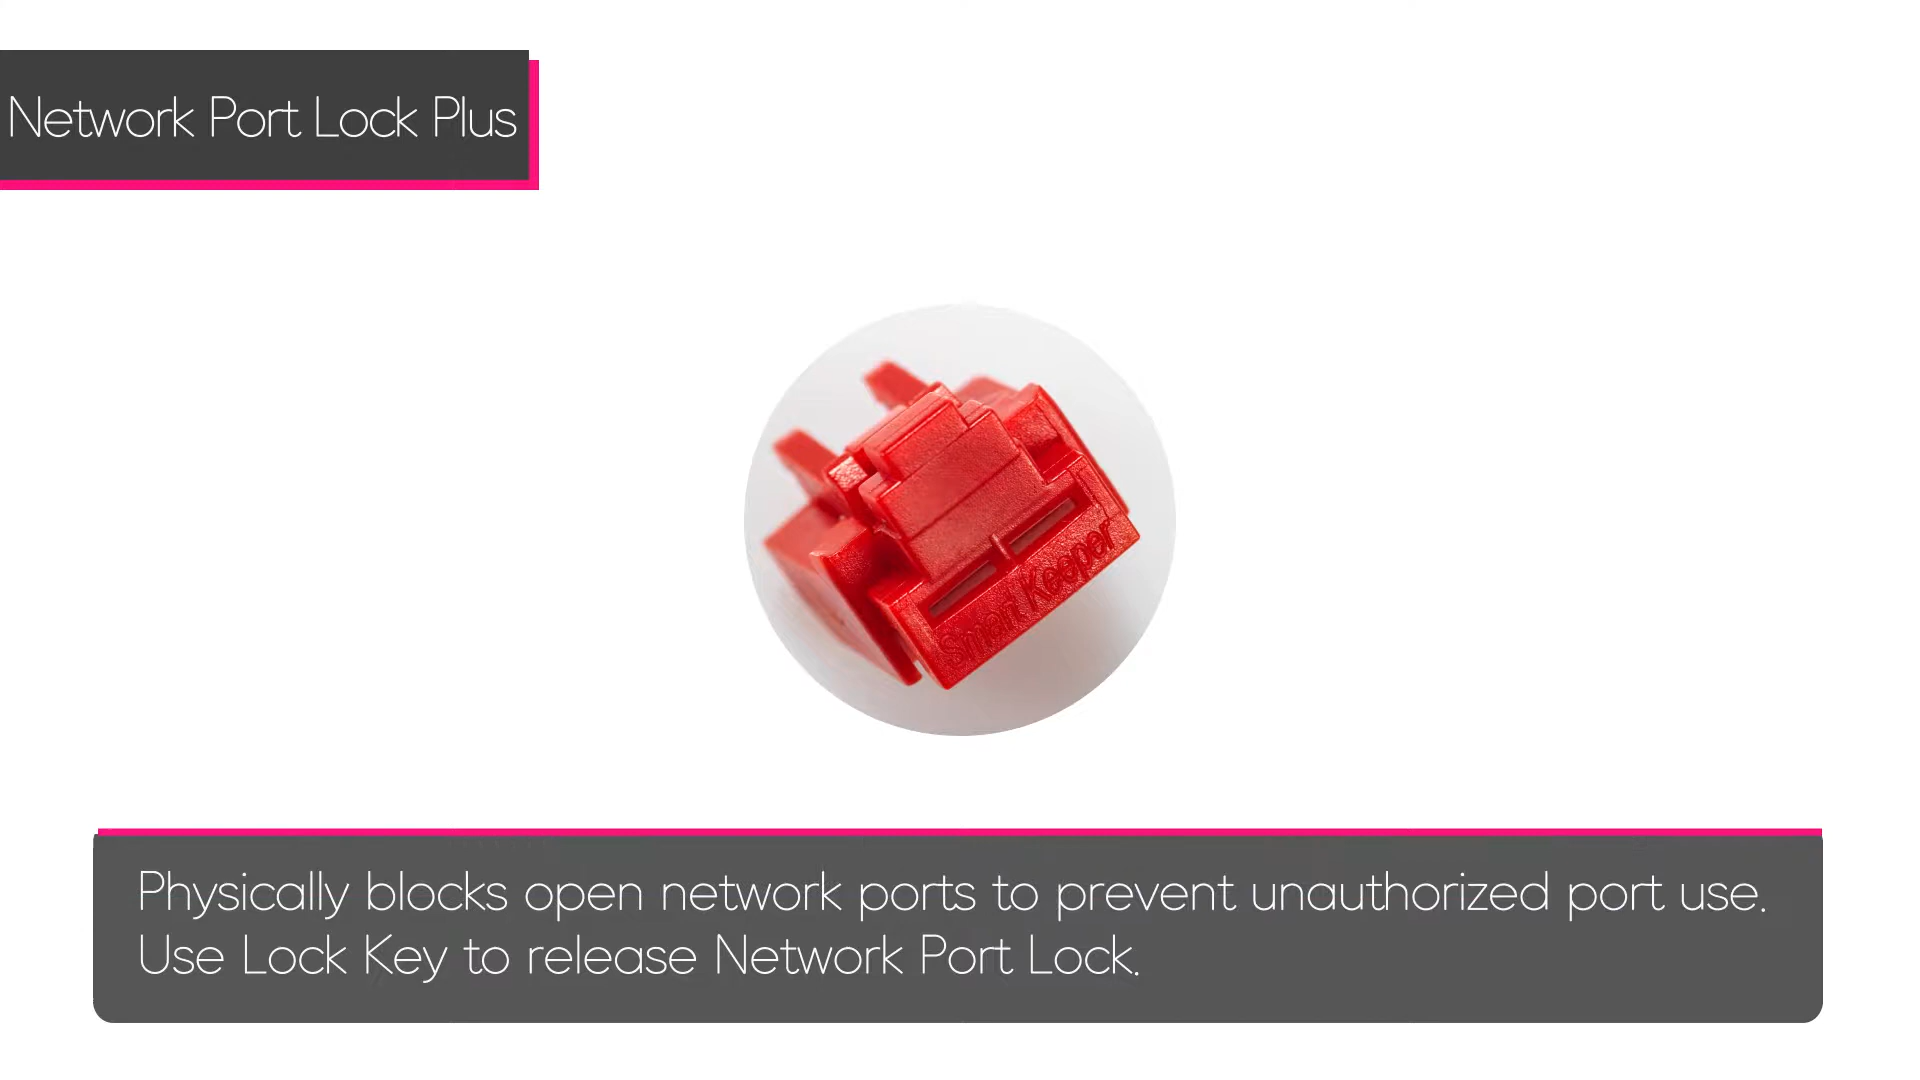 Network Port Lock Plus
Smart Keeper
Physically blocks open network ports to prevent unauthorized port use.
Use Lock Key to release Network Port Lock.